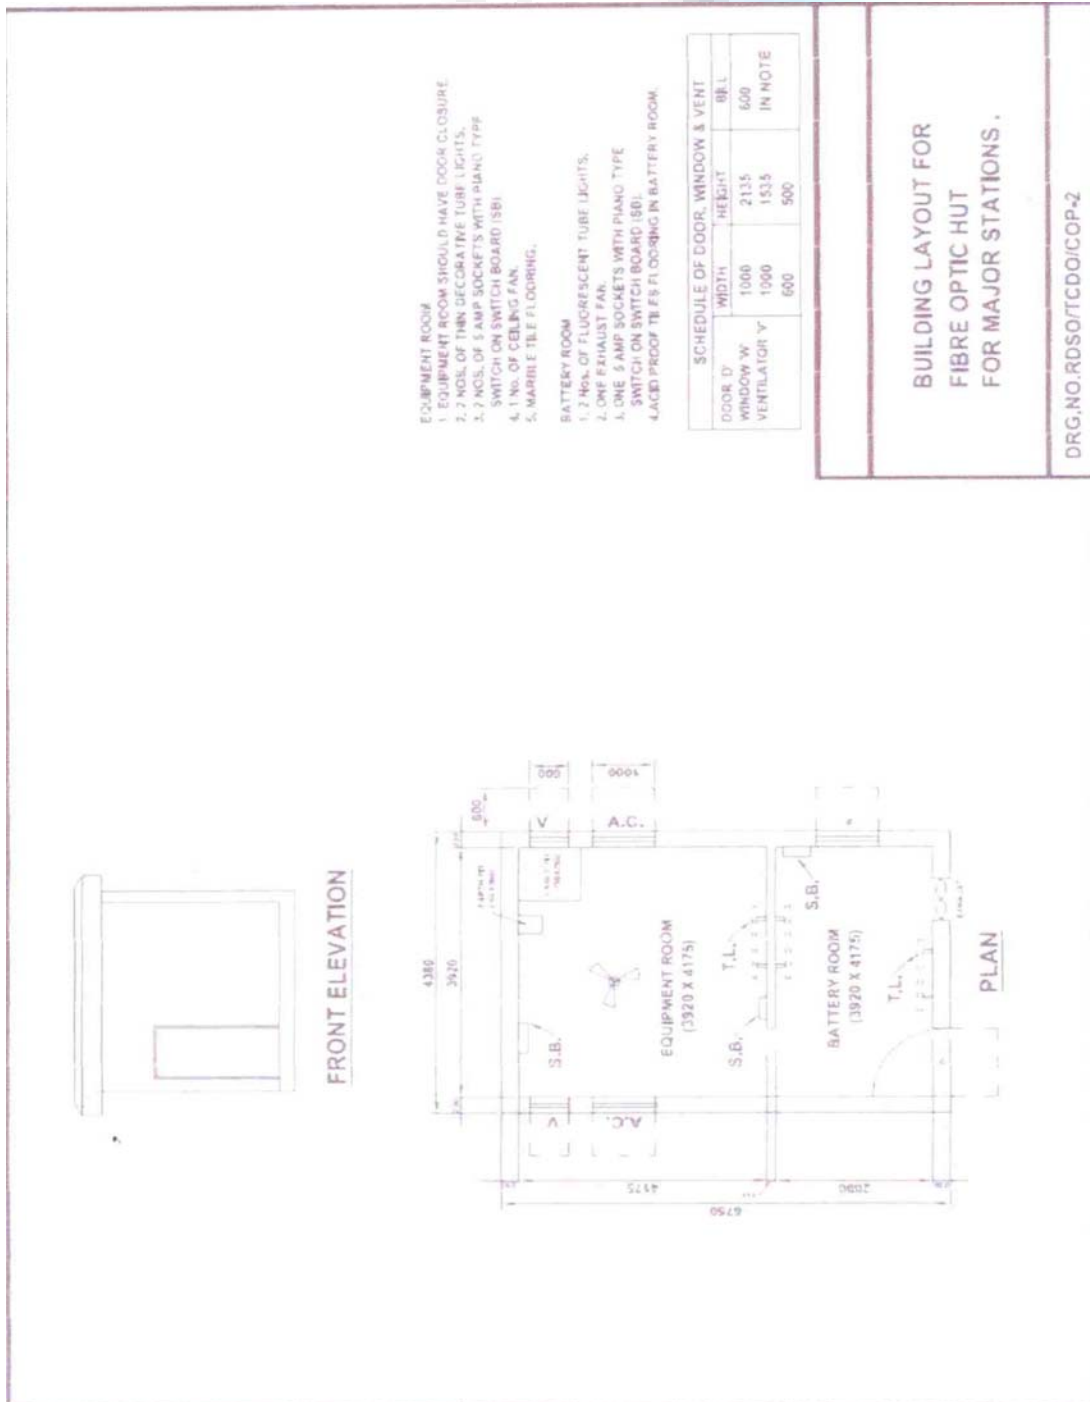 FRONT ELEVATION
4380
3920
600
600
1000
V
A.C.
V
A.C.
S.B.
EQUIPMENT ROOM
(3920 X 4175)
T.L.
S.B.
S.B.
BATTERY ROOM
(3920 X 4175)
T.L.
4175
2000
6750
PLAN
EQUIPMENT ROOM
1 EQUIPMENT ROOM SHOULD HAVE DOOR CLOSURE.
2. 2 NOS. OF THIN DECORATIVE TUBE LIGHTS.
3. 2 NOS. OF 5 AMP SOCKETS WITH PIANO TYPE
SWITCH ON SWITCH BOARD (SB)
4. 1 No. OF CEILING FAN.
5. MARBLE TILE FLOORING.
BATTERY ROOM
1. 2 Nos. OF FLUORESCENT TUBE LIGHTS.
2. ONE EXHAUST FAN.
3. ONE 5 AMP SOCKETS WITH PIANO TYPE
SWITCH ON SWITCH BOARD (SB).
4. ACID PROOF TILES FLOORING IN BATTERY ROOM.
SCHEDULE OF DOOR, WINDOW & VENT
WIDTH HEIGHT
DOOR 'D' 1000 2135 600
WINDOW 'W' 1000 1535 IN NOTE
VENTILATOR 'V' 600 500
BUILDING LAYOUT FOR
FIBRE OPTIC HUT
FOR MAJOR STATIONS.
DRG.NO.RDSO/TCDO/COP-2